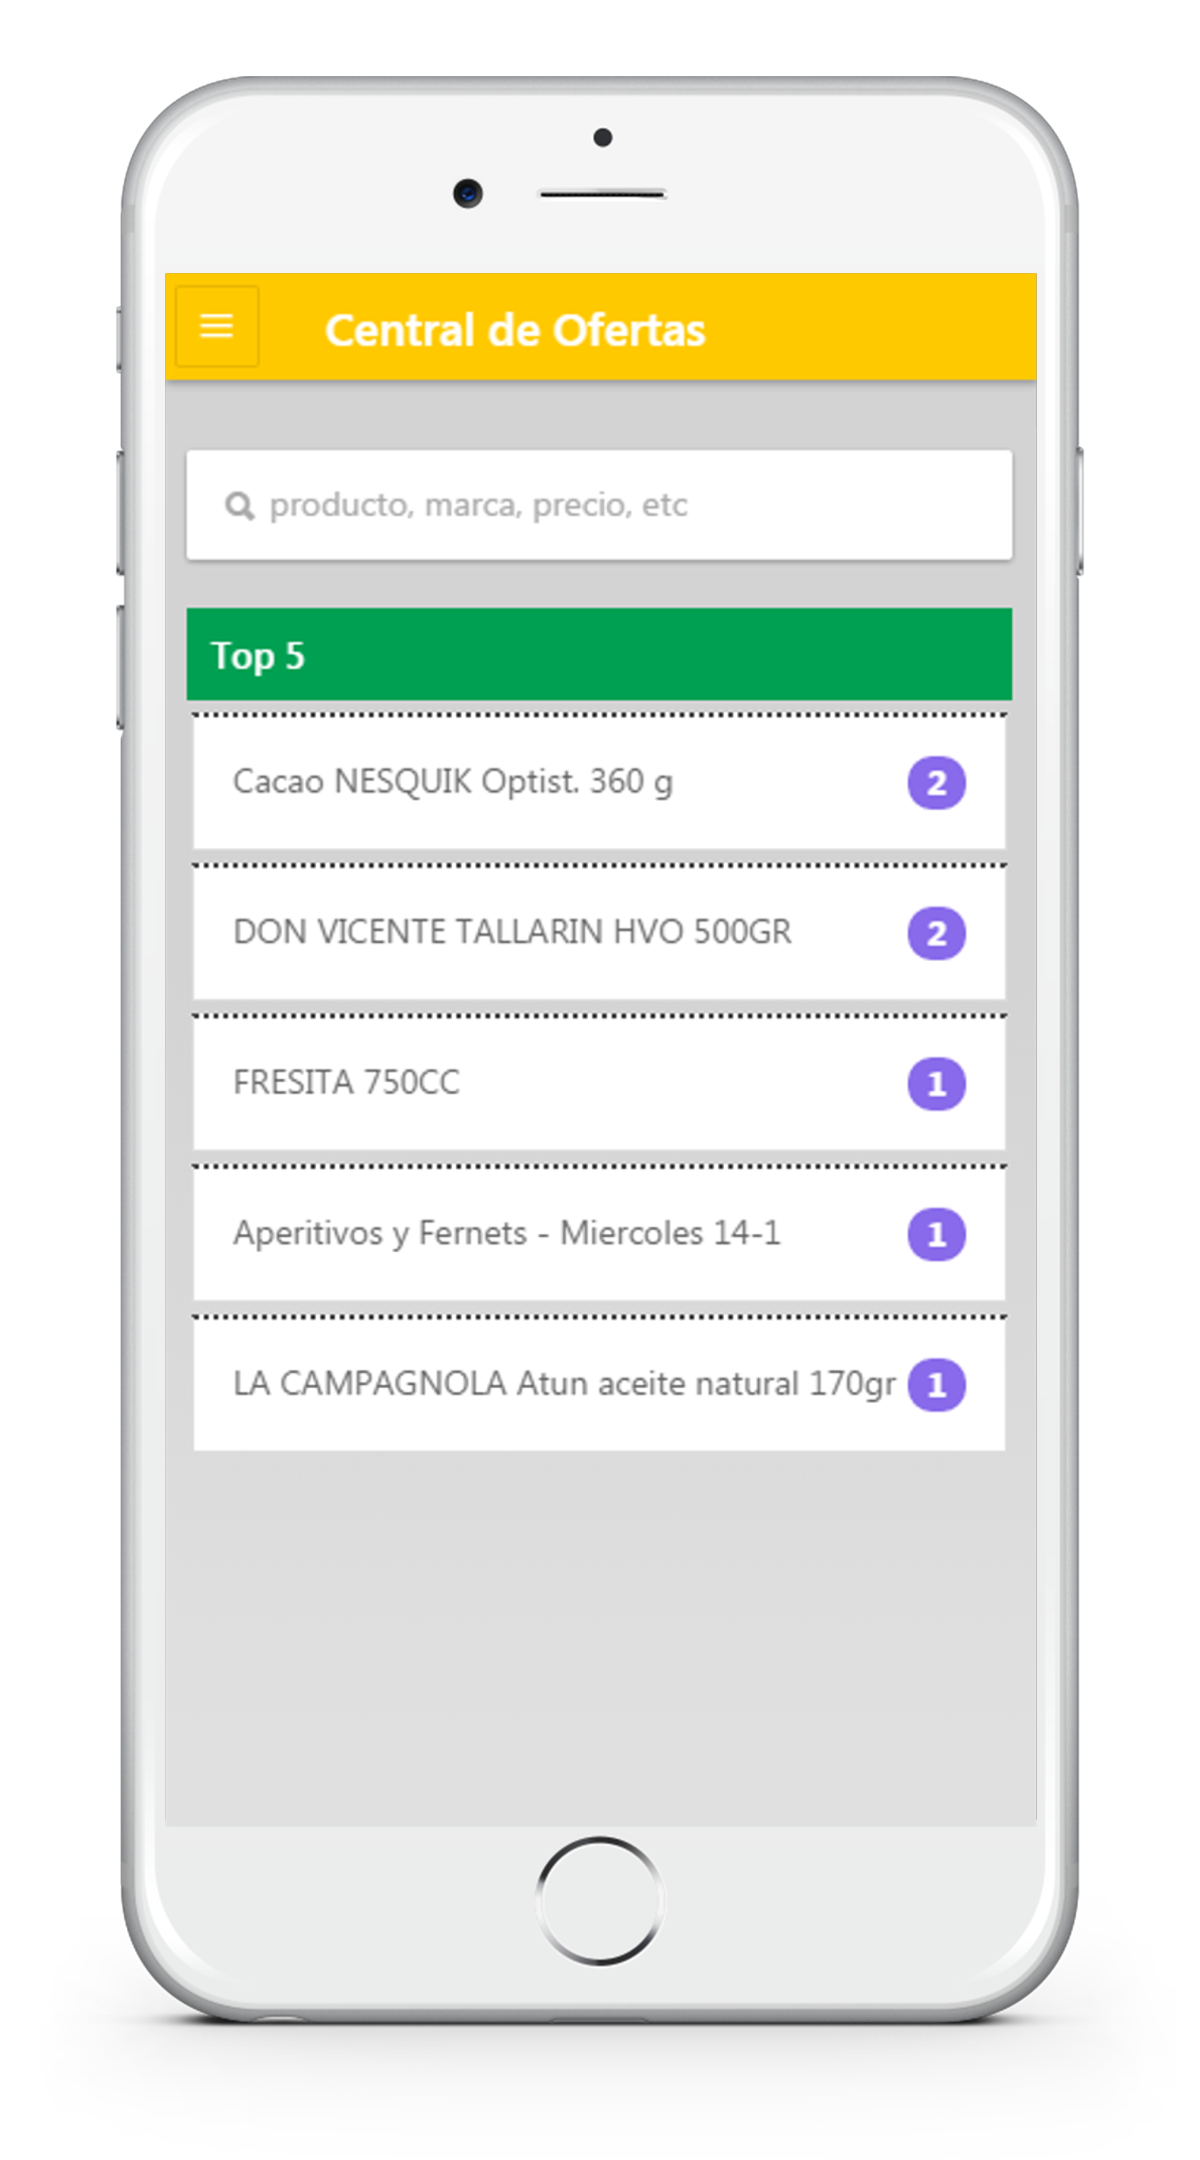 Central de Ofertas
producto, marca, precio, etc
Top 5
Cacao NESQUIK Optist. 360 g 2
DON VICENTE TALLARIN HVO 500GR 2
FRESITA 750CC 1
Aperitivos y Fernets - Miercoles 14-1 1
LA CAMPAGNOLA Atun aceite natural 170gr 1